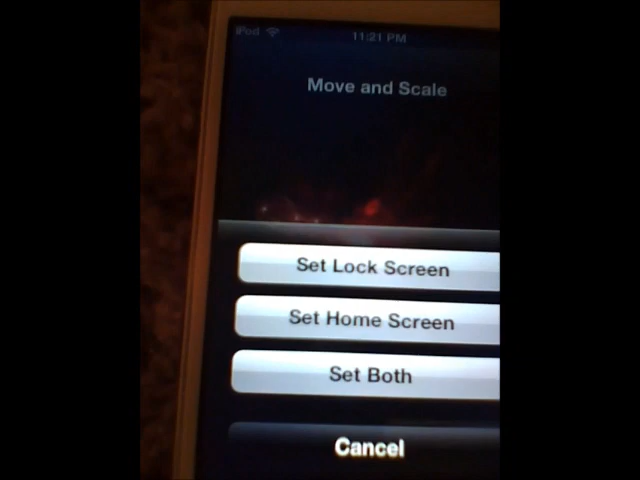 iPod 11:21 PM
Move and Scale
Set Lock Screen
Set Home Screen
Set Both
Cancel